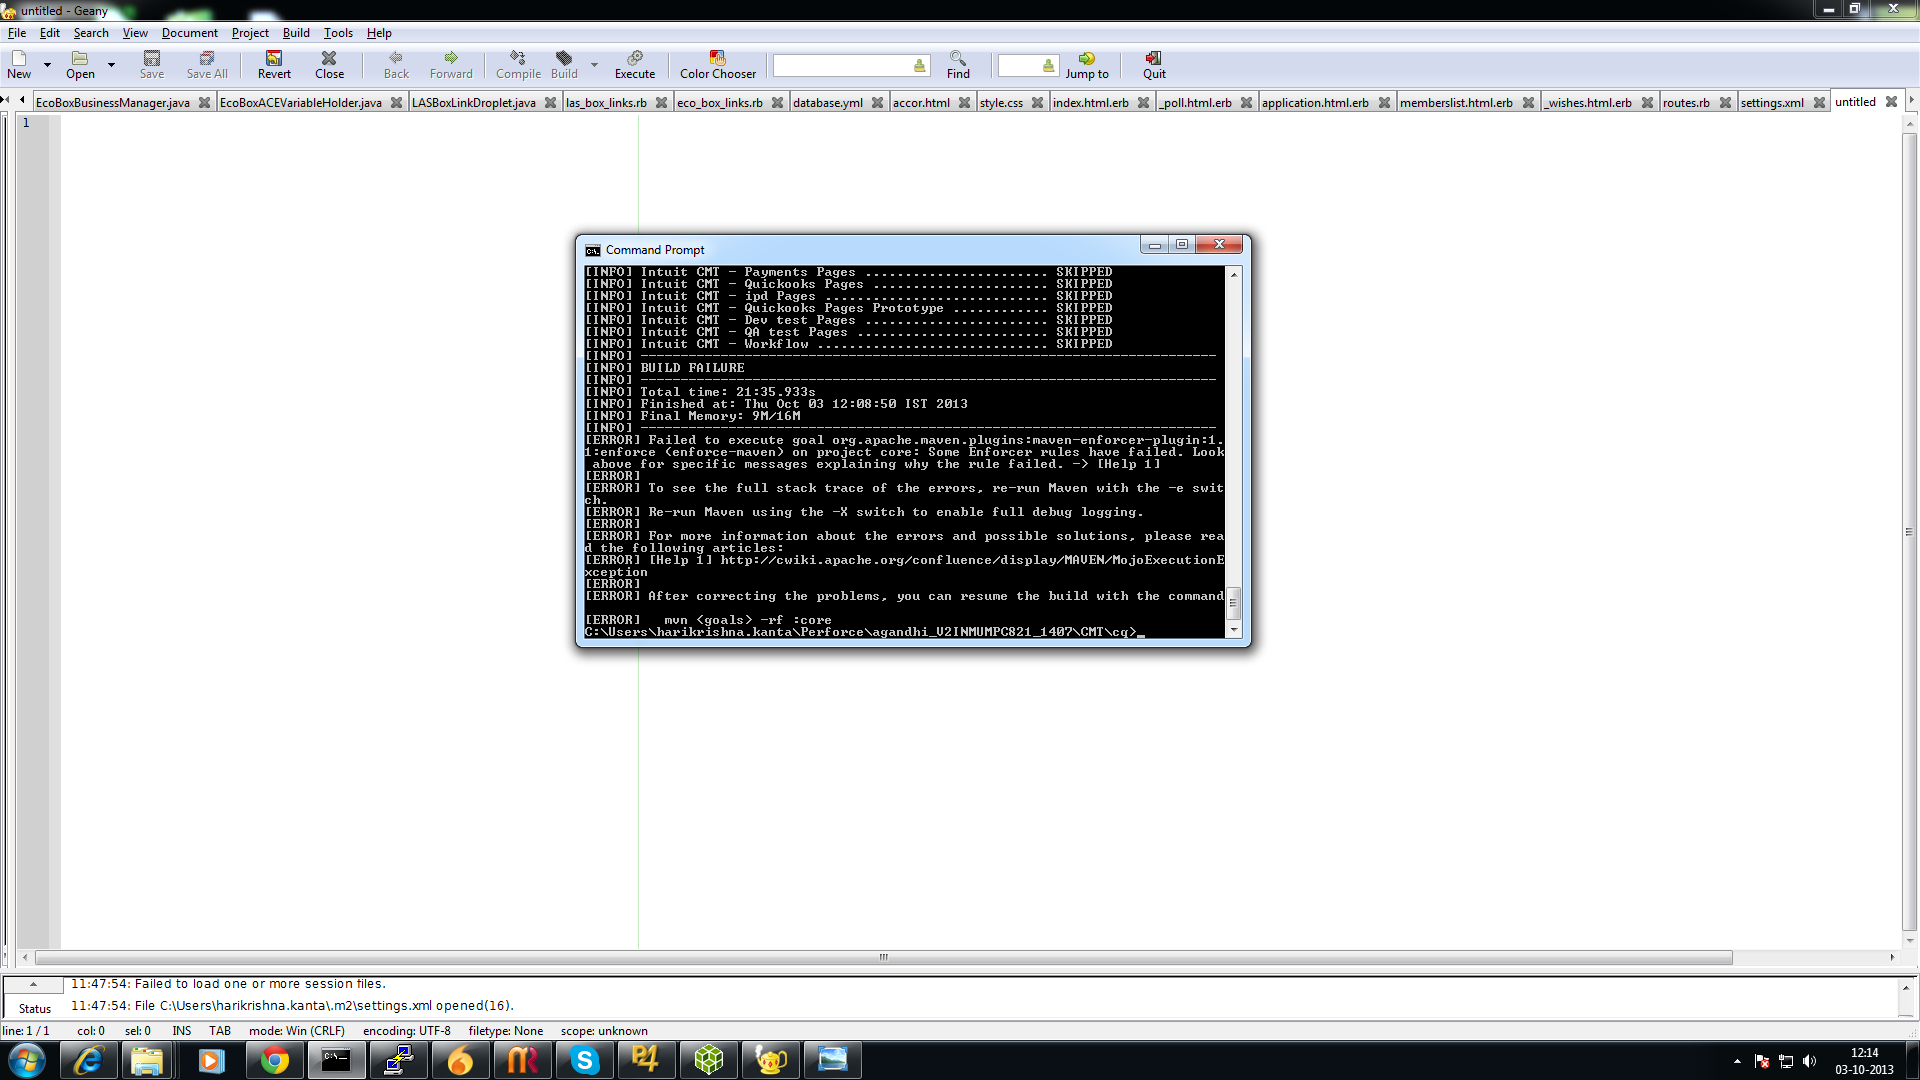 untitled - Geany
File Edit Search View Document Project Build Tools Help
New Open Save Save All Revert Close Back Forward Compile Build Execute Color Chooser Find Jump to Quit
EcoBoxBusinessManager.java EcoBoxACEVariableHolder.java LASBoxLinkDroplet.java las_box_links.rb eco_box_links.rb database.yml accor.html style.css index.html.erb _poll.html.erb application.html.erb memberslist.html.erb _wishes.html.erb routes.rb settings.xml untitled
1
Command Prompt
[INFO] Intuit CMT - Payments Pages ....................... SKIPPED
[INFO] Intuit CMT - Quickooks Pages ...................... SKIPPED
[INFO] Intuit CMT - ipd Pages ............................ SKIPPED
[INFO] Intuit CMT - Quickooks Pages Prototype ............ SKIPPED
[INFO] Intuit CMT - Dev test Pages ....................... SKIPPED
[INFO] Intuit CMT - QA test Pages ........................ SKIPPED
[INFO] Intuit CMT - Workflow ............................. SKIPPED
[INFO] ------------------------------------------------------------------------
[INFO] BUILD FAILURE
[INFO] ------------------------------------------------------------------------
[INFO] Total time: 21:35.933s
[INFO] Finished at: Thu Oct 03 12:08:50 IST 2013
[INFO] Final Memory: 9M/16M
[INFO] ------------------------------------------------------------------------
[ERROR] Failed to execute goal org.apache.maven.plugins:maven-enforcer-plugin:1.
1:enforce (enforce-maven) on project core: Some Enforcer rules have failed. Look
above for specific messages explaining why the rule failed. -> [Help 1]
[ERROR]
[ERROR] To see the full stack trace of the errors, re-run Maven with the -e swit
ch.
[ERROR] Re-run Maven using the -X switch to enable full debug logging.
[ERROR]
[ERROR] For more information about the errors and possible solutions, please rea
d the following articles:
[ERROR] [Help 1] http://cwiki.apache.org/confluence/display/MAVEN/MojoExecutionE
xception
[ERROR]
[ERROR] After correcting the problems, you can resume the build with the command
[ERROR]   mvn <goals> -rf :core
C:\Users\harikrishna.kanta\Perforce\agandhi_V2INMUMPC821_1407\CMT\cq>_
11:47:54: Failed to load one or more session files.
Status 11:47:54: File C:\Users\harikrishna.kanta\.m2\settings.xml opened(16).
line: 1 / 1 col: 0 sel: 0 INS TAB mode: Win (CRLF) encoding: UTF-8 filetype: None scope: unknown
12:14
03-10-2013